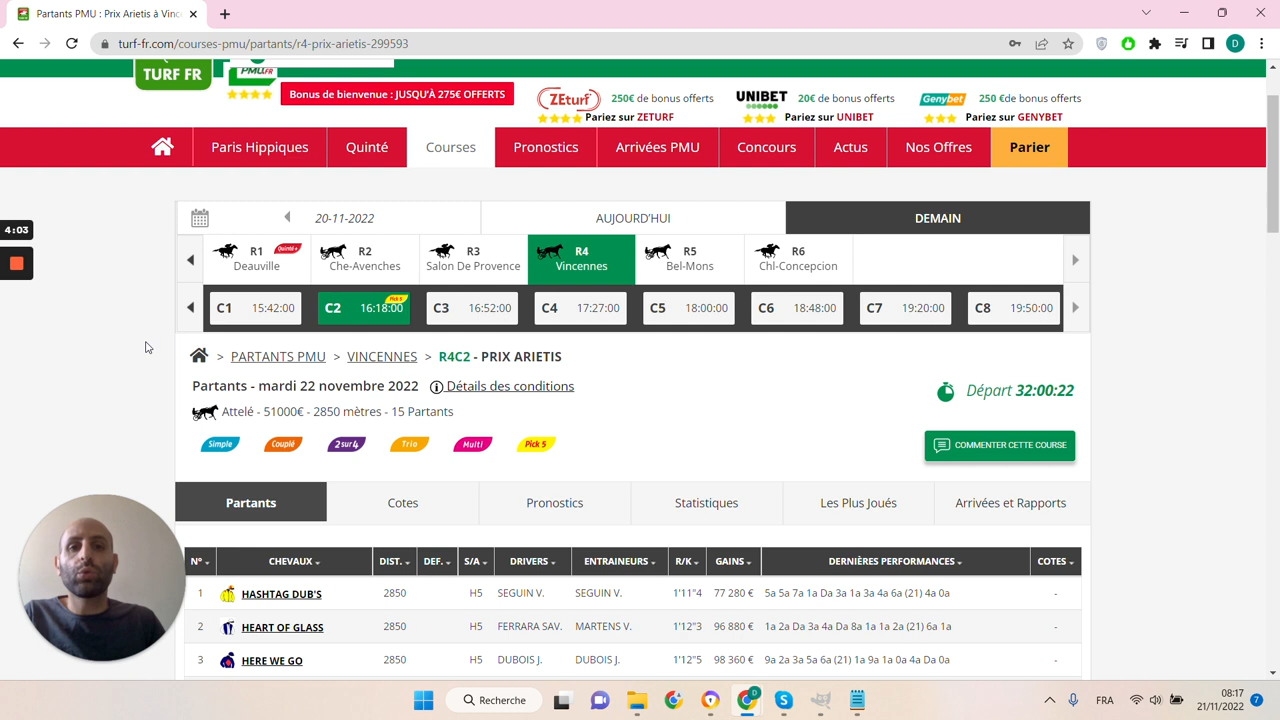 Partants PMU : Prix Arietis à Vinc
turf-fr.com/courses-pmu/partants/r4-prix-arietis-299593
D
TURF FR
PMU.FR
Bonus de bienvenue : JUSQU'À 275€ OFFERTS
ZEturf 250€ de bonus offerts
Pariez sur ZETURF
UNIBET 20€ de bonus offerts
Pariez sur UNIBET
Genybet 250 €de bonus offerts
Pariez sur GENYBET
Paris Hippiques Quinté Courses Pronostics Arrivées PMU Concours Actus Nos Offres Parier
4:03
20-11-2022 AUJOURD'HUI DEMAIN
R1 Quinté+ R2 R3 R4 R5 R6
Deauville Che-Avenches Salon De Provence Vincennes Bel-Mons Chl-Concepcion
Pick 5
C1 15:42:00 C2 16:18:00 C3 16:52:00 C4 17:27:00 C5 18:00:00 C6 18:48:00 C7 19:20:00 C8 19:50:00
> PARTANTS PMU > VINCENNES > R4C2 - PRIX ARIETIS
Partants - mardi 22 novembre 2022 Détails des conditions
Départ 32:00:22
Attelé - 51000€ - 2850 mètres - 15 Partants
Simple Couplé 2sur4 Trio Multi Pick 5
COMMENTER CETTE COURSE
Partants Cotes Pronostics Statistiques Les Plus Joués Arrivées et Rapports
N° CHEVAUX DIST. DEF. S/A DRIVERS ENTRAINEURS R/K GAINS DERNIÈRES PERFORMANCES COTES
1 HASHTAG DUB'S 2850 H5 SEGUIN V. SEGUIN V. 1'11"4 77 280 € 5a 5a 7a 1a Da 3a 1a 3a 4a 6a (21) 4a 0a -
2 HEART OF GLASS 2850 H5 FERRARA SAV. MARTENS V. 1'12"3 96 880 € 1a 2a Da 3a 4a Da 8a 1a 1a 2a (21) 6a 1a -
3 HERE WE GO 2850 H5 DUBOIS J. DUBOIS J. 1'12"5 98 360 € 9a 2a 3a 5a 6a (21) 1a 9a 1a 0a 4a Da 0a -
Recherche
D
FRA
08:17
21/11/2022
7